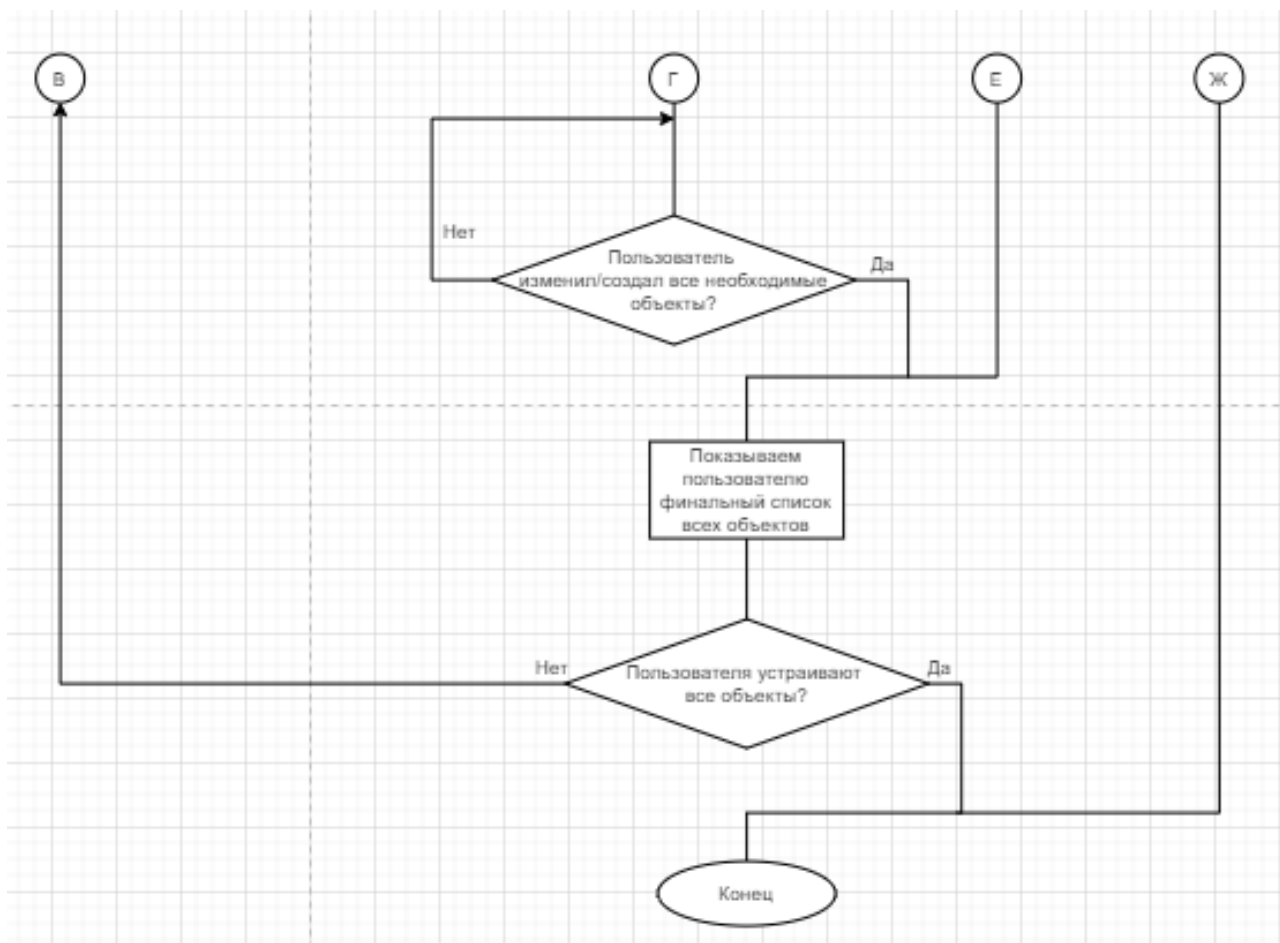 В
Г
Е
Ж
Нет
Да
Пользователь
изменил/создал все необходимые
объекты?
Показываем
пользователю
финальный список
всех объектов
Нет
Да
Пользователя устраивают
все объекты?
Конец